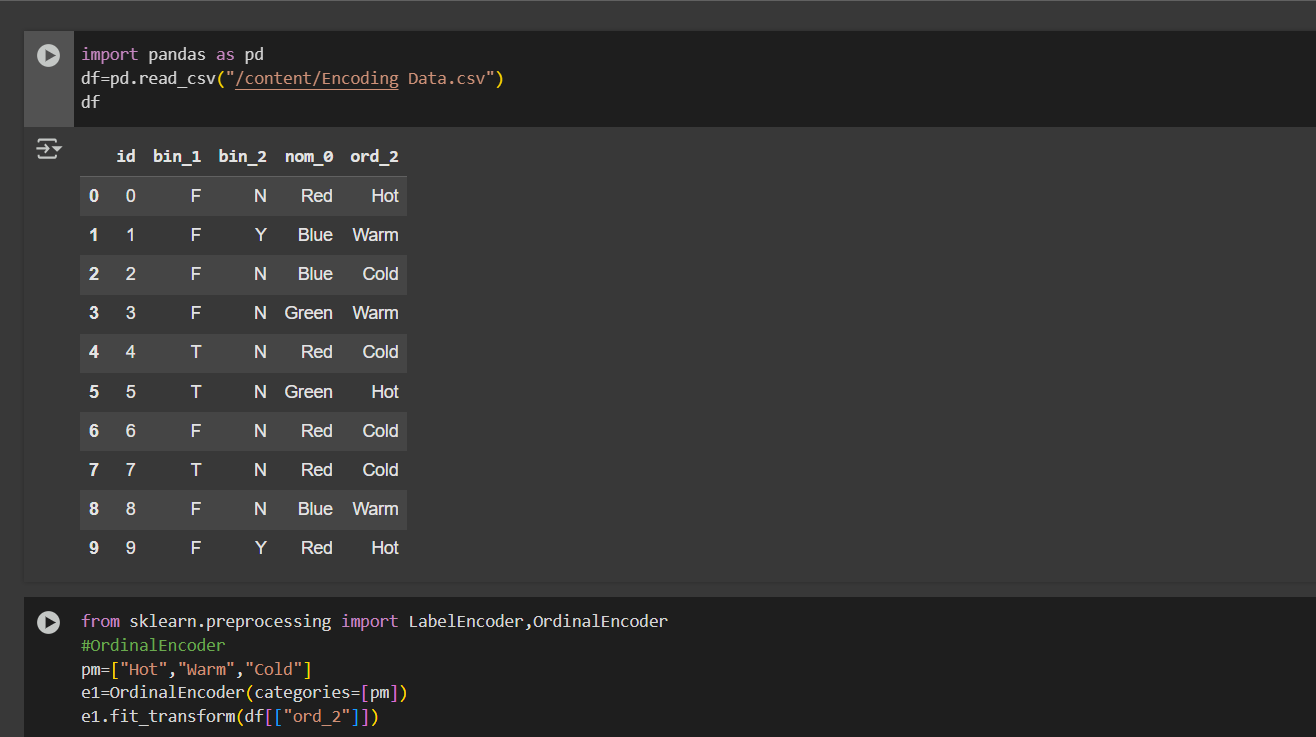 import pandas as pd
df=pd.read_csv("/content/Encoding Data.csv")
df
id bin_1 bin_2 nom_0 ord_2
0 0 F N Red Hot
1 1 F Y Blue Warm
2 2 F N Blue Cold
3 3 F N Green Warm
4 4 T N Red Cold
5 5 T N Green Hot
6 6 F N Red Cold
7 7 T N Red Cold
8 8 F N Blue Warm
9 9 F Y Red Hot
from sklearn.preprocessing import LabelEncoder,OrdinalEncoder
#OrdinalEncoder
pm=["Hot","Warm","Cold"]
e1=OrdinalEncoder(categories=[pm])
e1.fit_transform(df[["ord_2"]])